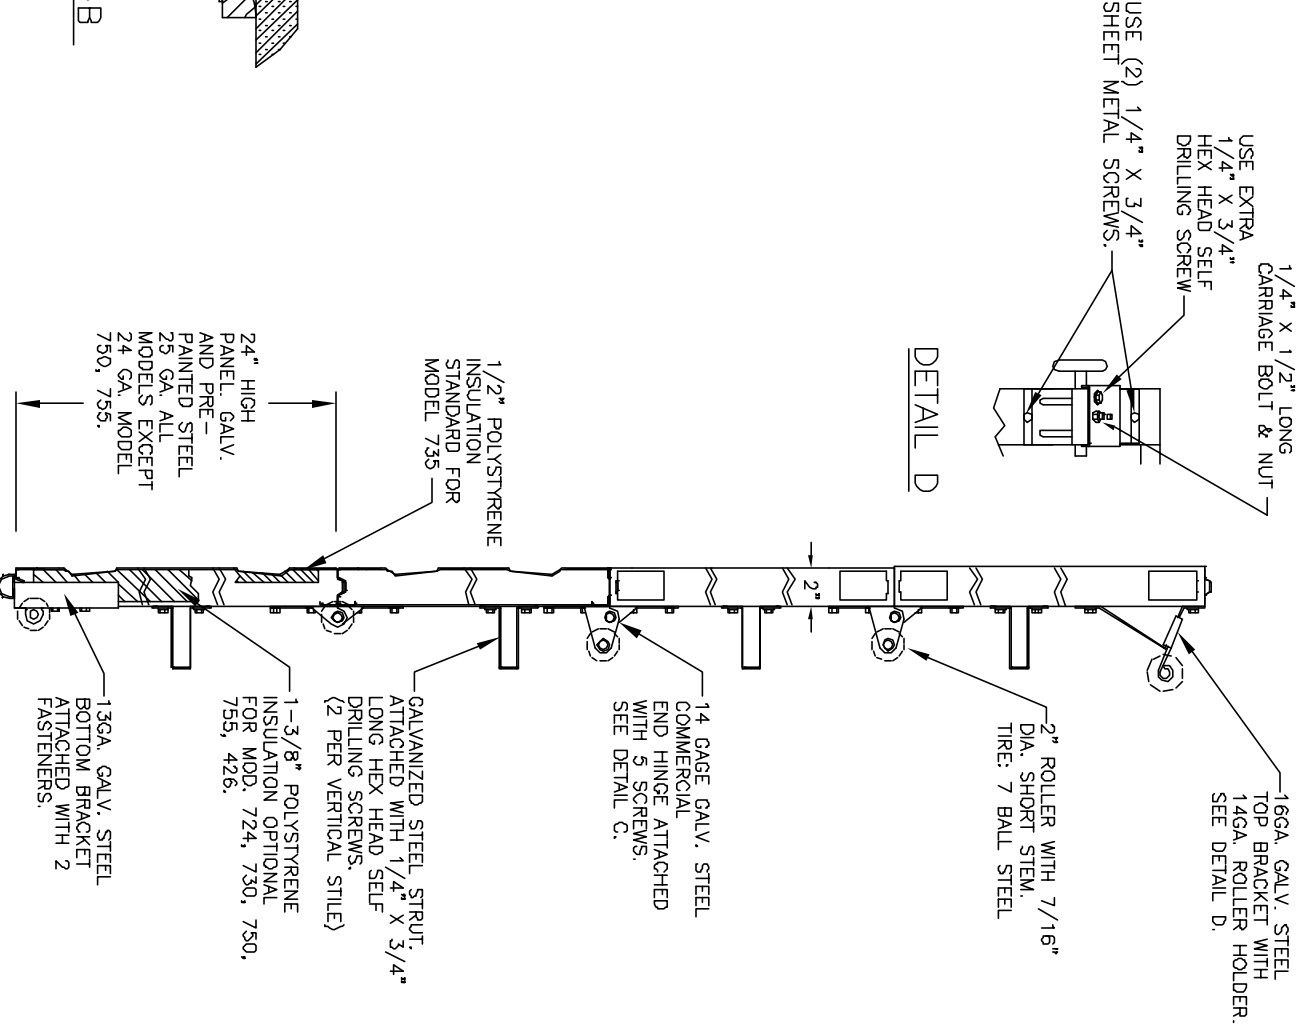 1/4" X 1/2" LONG
CARRIAGE BOLT & NUT
USE EXTRA
1/4" X 3/4"
HEX HEAD SELF
DRILLING SCREW
USE (2) 1/4" X 3/4"
SHEET METAL SCREWS.
DETAIL D
B
16GA. GALV. STEEL
TOP BRACKET WITH
14GA. ROLLER HOLDER.
SEE DETAIL D.
2" ROLLER WITH 7/16"
DIA. SHORT STEM.
TIRE: 7 BALL STEEL
2"
14 GAGE GALV. STEEL
COMMERCIAL
END HINGE ATTACHED
WITH 5 SCREWS.
SEE DETAIL C.
1/2" POLYSTYRENE
INSULATION
STANDARD FOR
MODEL 735
GALVANIZED STEEL STRUT,
ATTACHED WITH 1/4" X 3/4"
LONG HEX HEAD SELF
DRILLING SCREWS.
(2 PER VERTICAL STILE)
24" HIGH
PANEL. GALV.
AND PRE-
PAINTED STEEL
25 GA. ALL
MODELS EXCEPT
24 GA. MODEL
750, 755.
1-3/8" POLYSTYRENE
INSULATION OPTIONAL
FOR MOD. 724, 730, 750,
755, 426.
13GA. GALV. STEEL
BOTTOM BRACKET
ATTACHED WITH 2
FASTENERS.